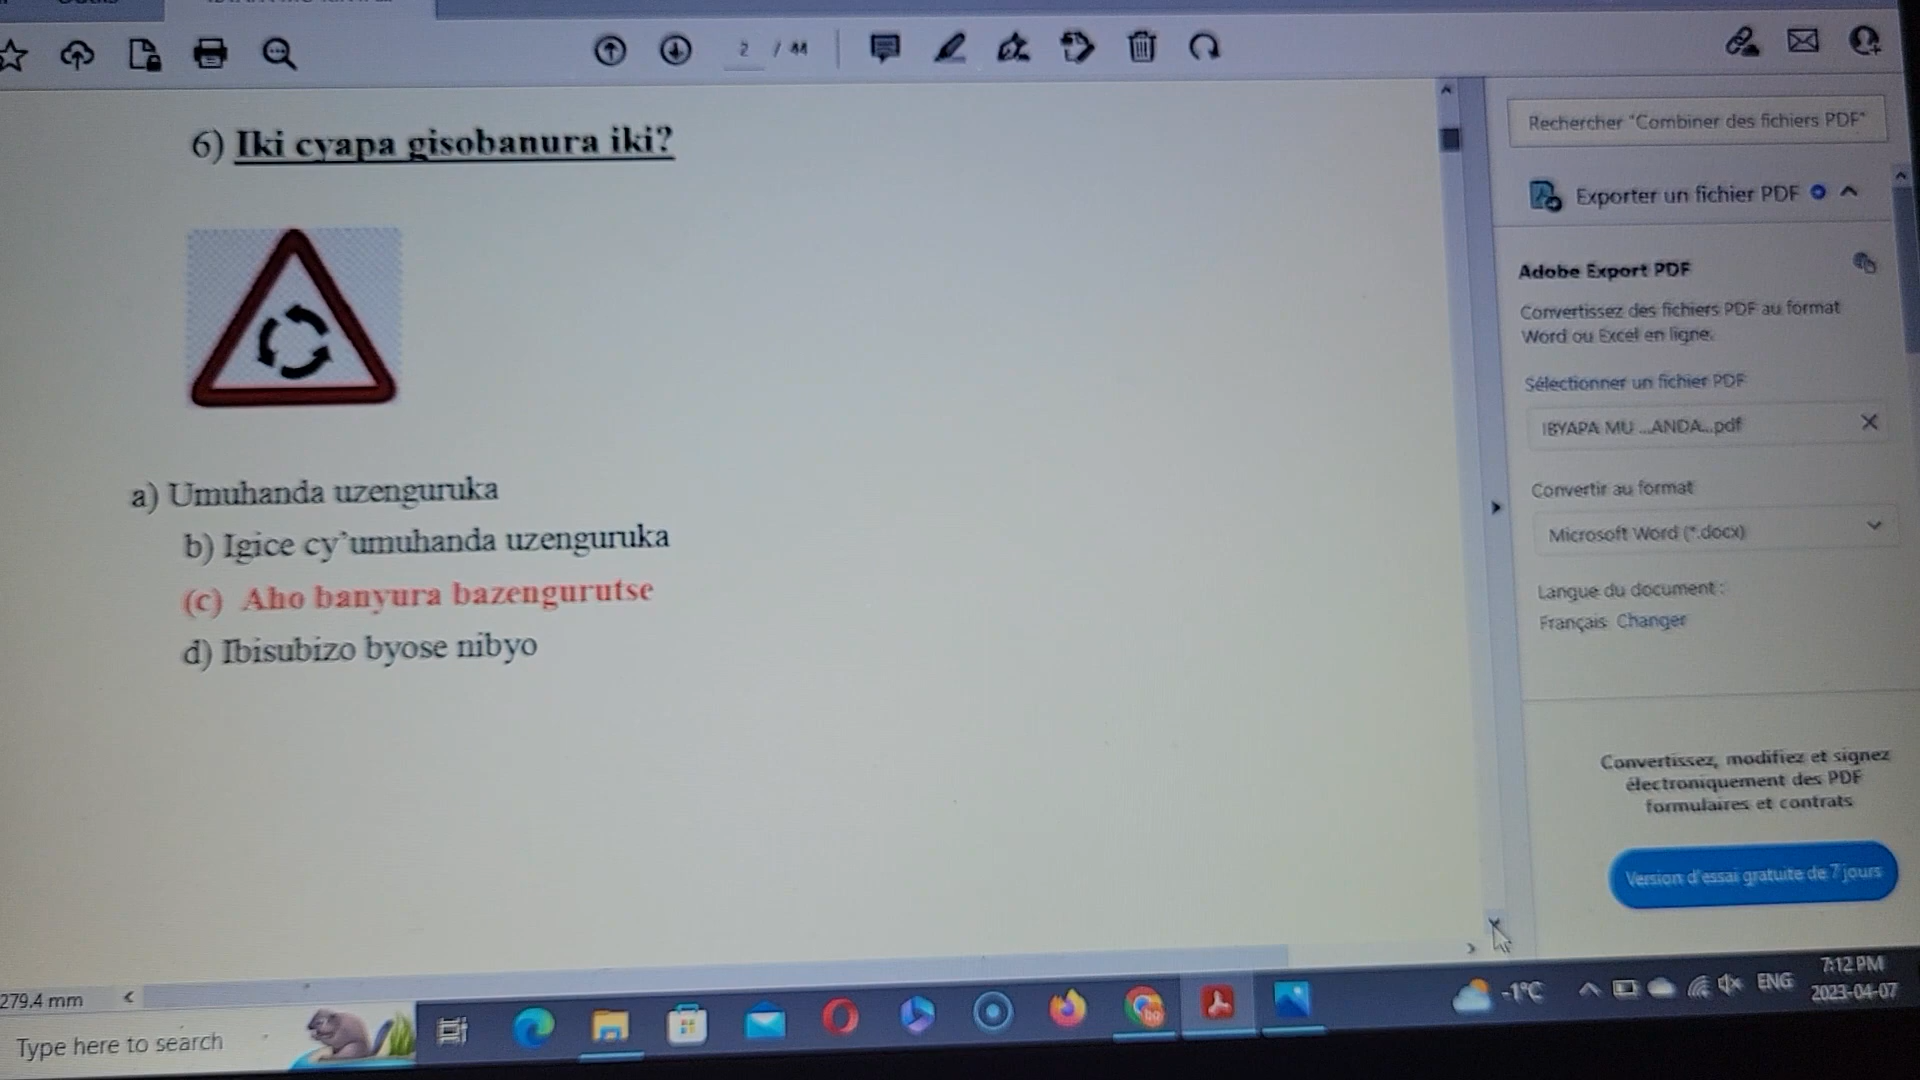 2 / 44
6) Iki cyapa gisobanura iki?
a) Umuhanda uzenguruka
b) Igice cy'umuhanda uzenguruka
(c) Aho banyura bazengurutse
d) Ibisubizo byose nibyo
Rechercher "Combiner des fichiers PDF"
Exporter un fichier PDF
Adobe Export PDF
Convertissez des fichiers PDF au format
Word ou Excel en ligne.
Sélectionner un fichier PDF
IBYAPA MU ...ANDA...pdf
Convertir au format
Microsoft Word (*.docx)
Langue du document :
Français Changer
Convertissez, modifiez et signez
électroniquement des PDF
formulaires et contrats
Version d'essai gratuite de 7 jours
279,4 mm
Type here to search
-1°C
ENG
7:12 PM
2023-04-07